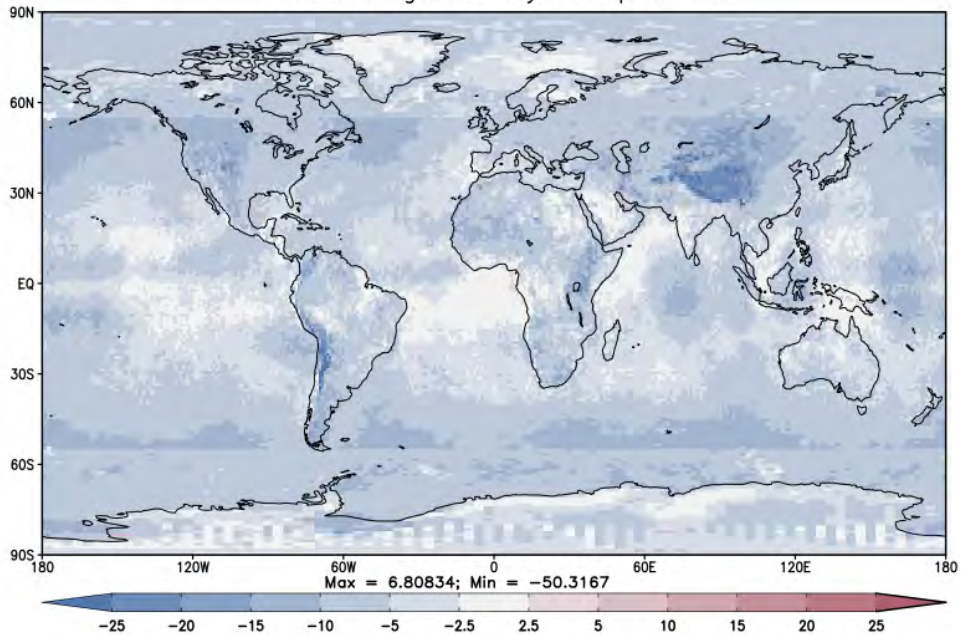 90N
60N
30N
EQ
30S
60S
90S
180 120W 60W 0 60E 120E 180
Max = 6.80834; Min = −50.3167
−25 −20 −15 −10 −5 −2.5 2.5 5 10 15 20 25